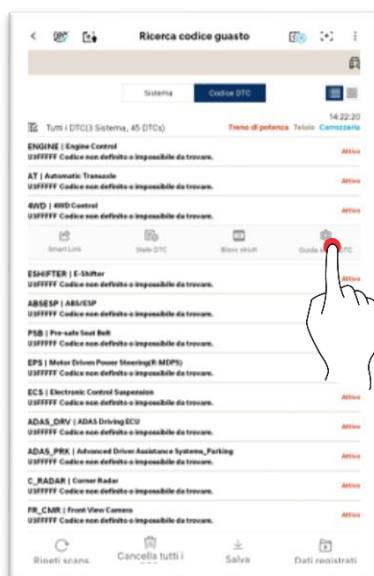 Ricerca codice guasto
Sistema Codice DTC
14:22:20
Tutti i DTC(3 Sistema, 45 DTCs) Treno di potenza Telaio Carrozzeria
ENGINE | Engine Control
U3FFFFF Codice non definito o impossibile da trovare. Attivo
AT | Automatic Transaxle
U3FFFFF Codice non definito o impossibile da trovare. Attivo
4WD | 4WD Control
U3FFFFF Codice non definito o impossibile da trovare. Attivo
Smart Link Stato DTC Blocc strutt Guida DTC
ESHIFTER | E-Shifter
U3FFFFF Codice non definito o impossibile da trovare. Attivo
ABSESP | ABS/ESP
U3FFFFF Codice non definito o impossibile da trovare.
PSB | Pre-safe Seat Belt
U3FFFFF Codice non definito o impossibile da trovare.
EPS | Motor Driven Power Steering(R-MDPS)
U3FFFFF Codice non definito o impossibile da trovare.
ECS | Electronic Control Suspension
U3FFFFF Codice non definito o impossibile da trovare. Attivo
ADAS_DRV | ADAS Driving ECU
U3FFFFF Codice non definito o impossibile da trovare. Attivo
ADAS_PRK | Advanced Driver Assistance Systems_Parking
U3FFFFF Codice non definito o impossibile da trovare. Attivo
C_RADAR | Corner Radar
U3FFFFF Codice non definito o impossibile da trovare. Attivo
FR_CMR | Front View Camera
U3FFFFF Codice non definito o impossibile da trovare. Attivo
Ripeti scans. Cancella tutti i Salva Dati registrati